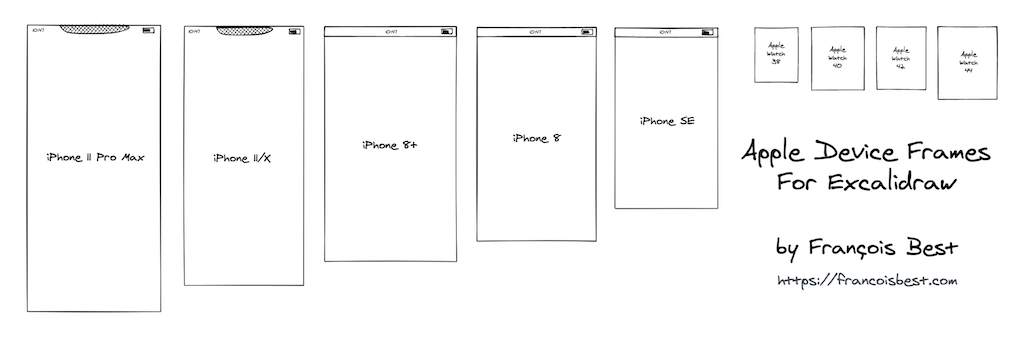 10:47
iPhone 11 Pro Max
10:47
iPhone 11/X
10:47
iPhone 8+
10:47
iPhone 8
10:47
iPhone SE
Apple
Watch
38
Apple
Watch
40
Apple
Watch
42
Apple
Watch
44
Apple Device Frames
For Excalidraw
by François Best
https://francoisbest.com